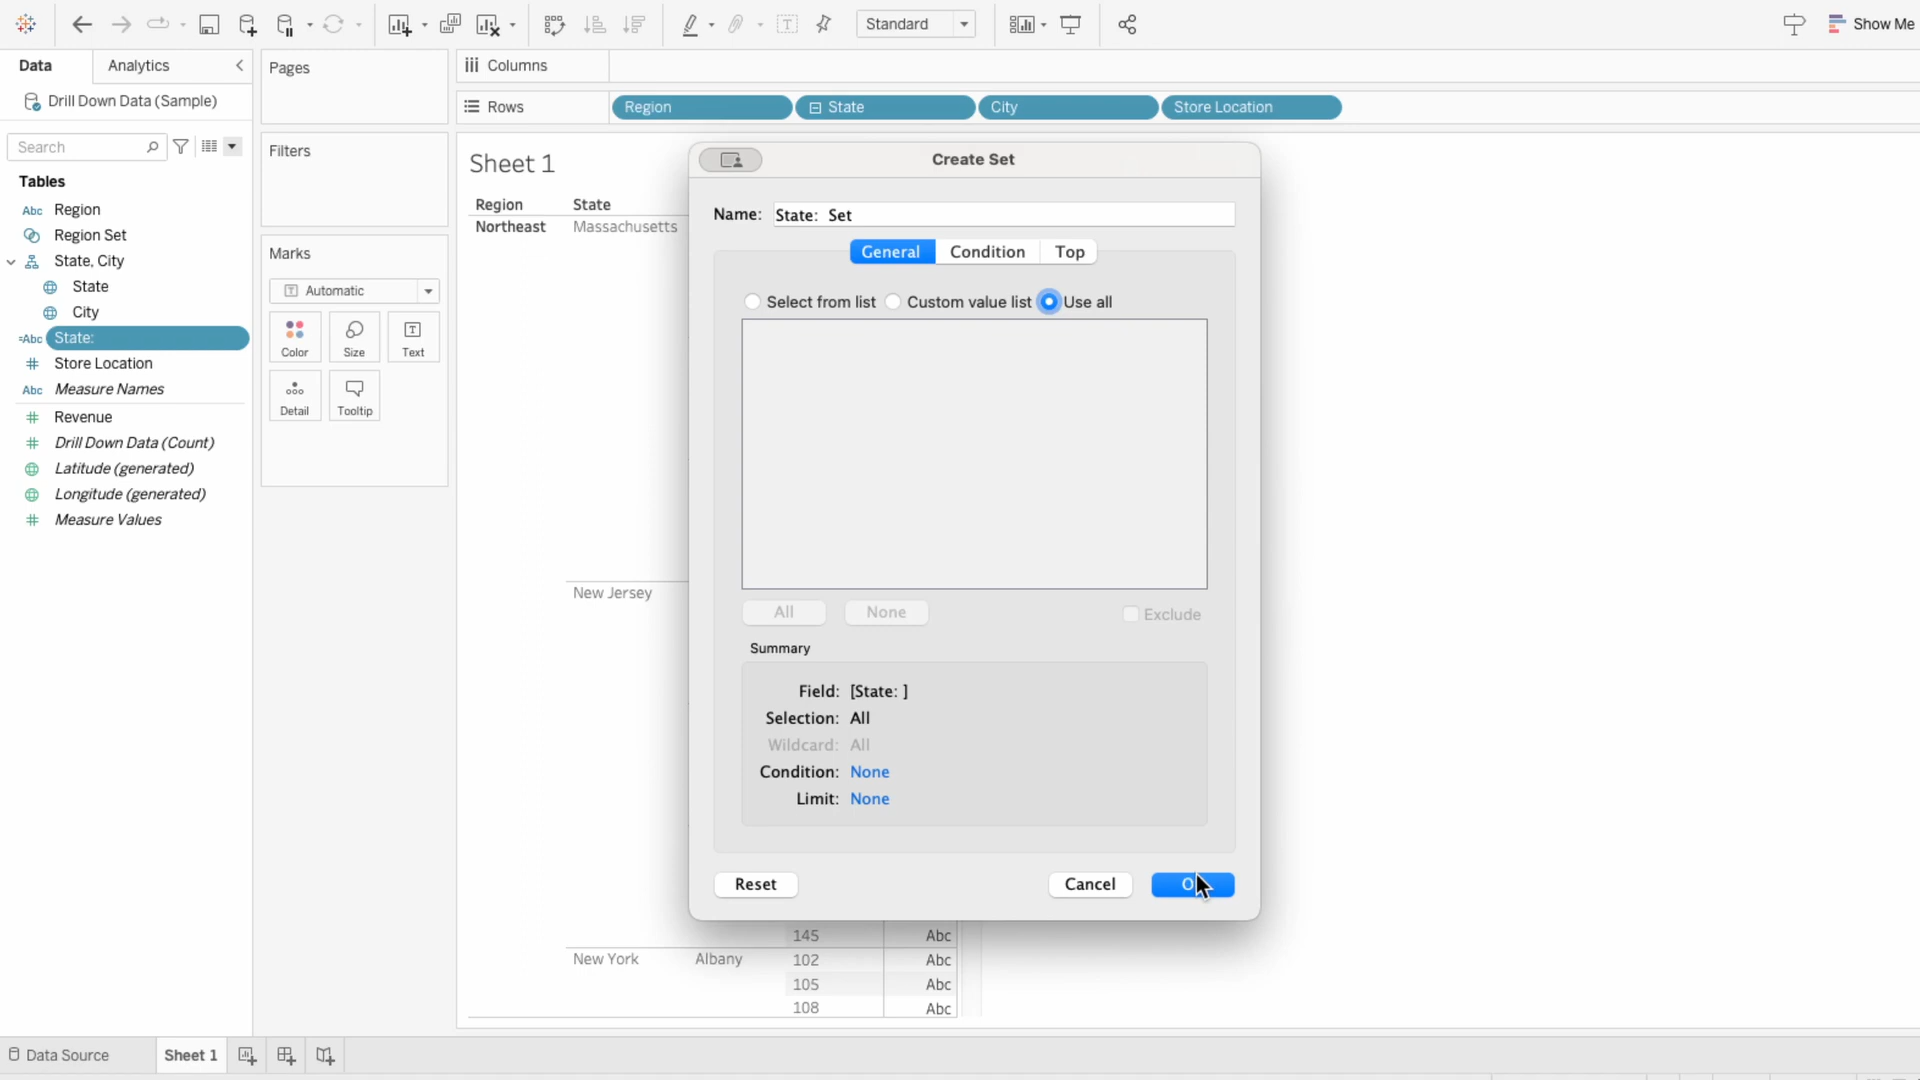 Standard
Show Me
Data
Analytics
Drill Down Data (Sample)
Search
Tables
Abc Region
Region Set
State, City
State
City
=Abc State:
# Store Location
Abc Measure Names
# Revenue
# Drill Down Data (Count)
Latitude (generated)
Longitude (generated)
# Measure Values
Pages
Filters
Marks
T Automatic
Color
Size
T Text
Detail
Tooltip
Columns
Rows
Region
State
City
Store Location
Sheet 1
Region State
Northeast Massachusetts
New Jersey
145 Abc
New York Albany 102 Abc
105 Abc
108 Abc
Create Set
Name: State:  Set
General Condition Top
Select from list Custom value list Use all
All None Exclude
Summary
Field: [State: ]
Selection: All
Wildcard: All
Condition: None
Limit: None
Reset Cancel
Data Source
Sheet 1